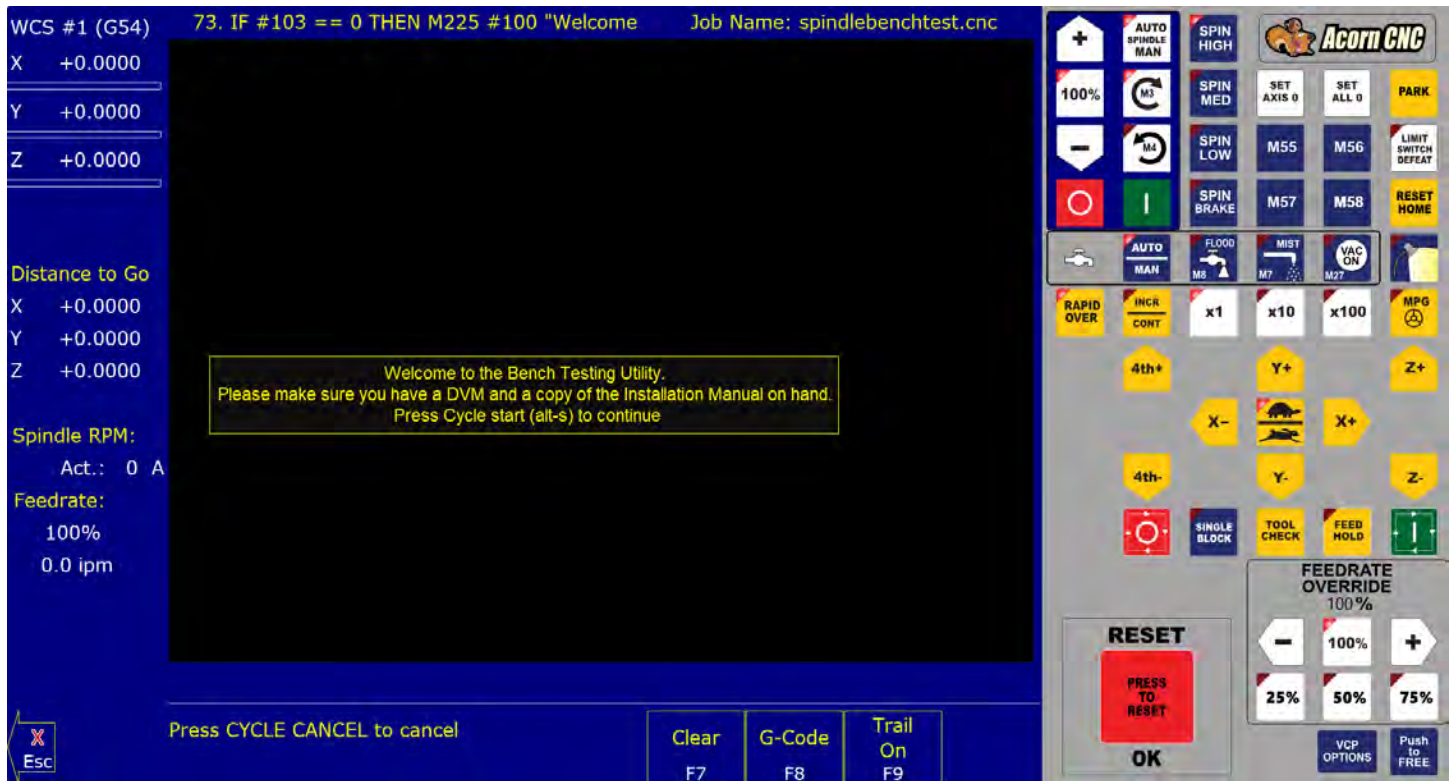 WCS #1 (G54)
73. IF #103 == 0 THEN M225 #100 "Welcome
Job Name: spindlebenchtest.cnc
X +0.0000
Y +0.0000
Z +0.0000
Distance to Go
X +0.0000
Y +0.0000
Z +0.0000
Spindle RPM:
Act.: 0 A
Feedrate:
100%
0.0 ipm
Welcome to the Bench Testing Utility.
Please make sure you have a DVM and a copy of the Installation Manual on hand.
Press Cycle start (alt-s) to continue
Press CYCLE CANCEL to cancel
X
Esc
Clear
F7
G-Code
F8
Trail
On
F9
+
AUTO
SPINDLE
MAN
SPIN
HIGH
Acorn CNC
100%
M3
SPIN
MED
SET
AXIS 0
SET
ALL 0
PARK
-
M4
SPIN
LOW
M55
M56
LIMIT
SWITCH
DEFEAT
SPIN
BRAKE
M57
M58
RESET
HOME
AUTO
MAN
FLOOD
M8
MIST
M7
VAC
ON
M27
RAPID
OVER
INCR
CONT
x1
x10
x100
MPG
4th+
Y+
Z+
X-
X+
4th-
Y-
Z-
SINGLE
BLOCK
TOOL
CHECK
FEED
HOLD
FEEDRATE
OVERRIDE
100%
-
100%
+
25%
50%
75%
RESET
PRESS
TO
RESET
OK
VCP
OPTIONS
Push
to
FREE